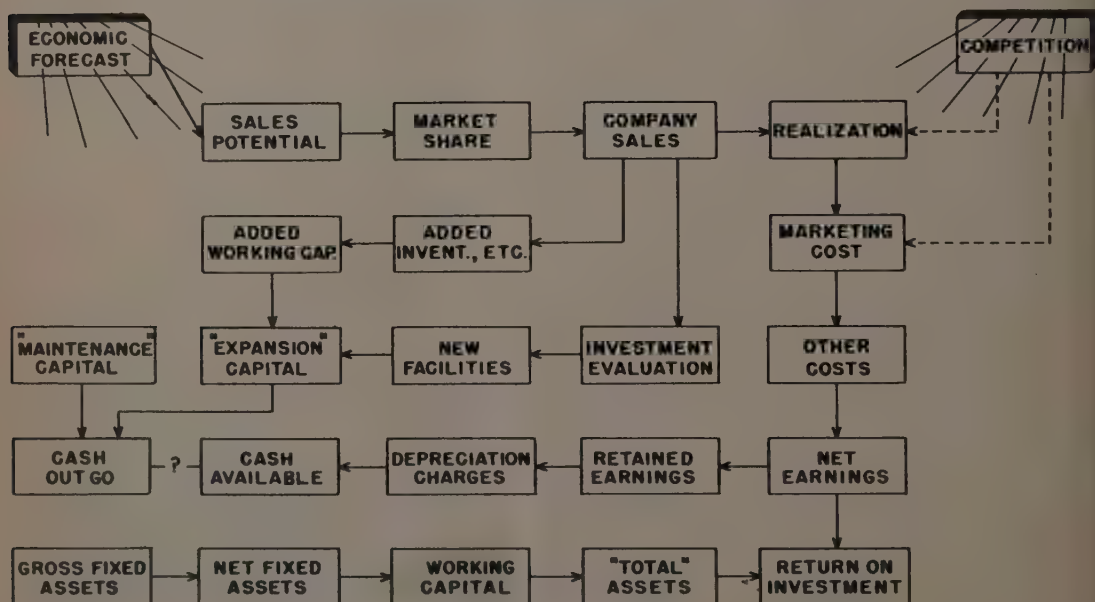 ECONOMIC
FORECAST
COMPETITION
SALES
POTENTIAL
MARKET
SHARE
COMPANY
SALES
REALIZATION
ADDED
WORKING CAP.
ADDED
INVENT., ETC.
MARKETING
COST
"MAINTENANCE"
CAPITAL
"EXPANSION"
CAPITAL
NEW
FACILITIES
INVESTMENT
EVALUATION
OTHER
COSTS
CASH
OUT GO
?
CASH
AVAILABLE
DEPRECIATION
CHARGES
RETAINED
EARNINGS
NET
EARNINGS
GROSS FIXED
ASSETS
NET FIXED
ASSETS
WORKING
CAPITAL
"TOTAL"
ASSETS
RETURN ON
INVESTMENT